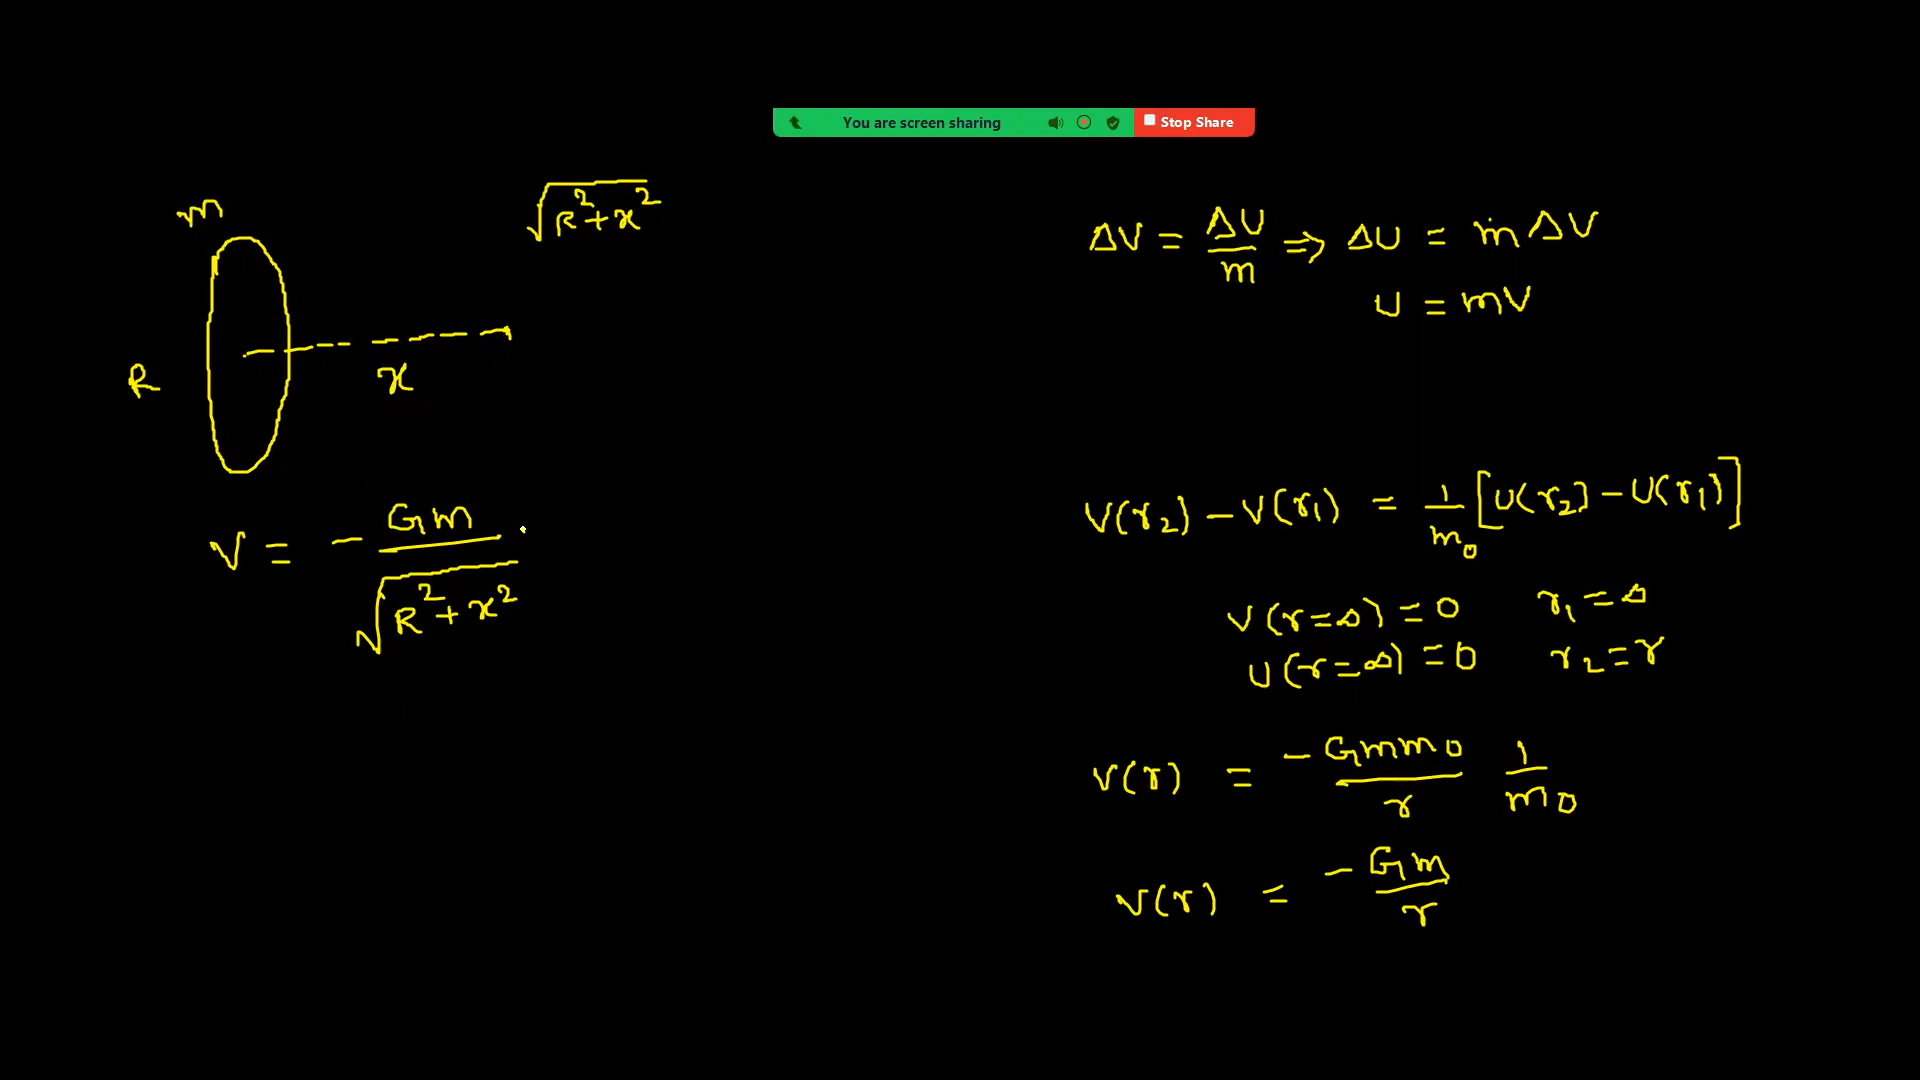 You are screen sharing Stop Share
m
√(R²+x²)
R
x
V = - Gm / √(R²+x²)
ΔV = ΔU/m ⇒ ΔU = mΔV
U = mV
V(r₂) - V(r₁) = 1/m₀ [U(r₂) - U(r₁)]
V(r=∞) = 0 r₁ = ∞
U(r=∞) = 0 r₂ = r
V(r) = - Gmm₀/r 1/m₀
V(r) = - Gm/r